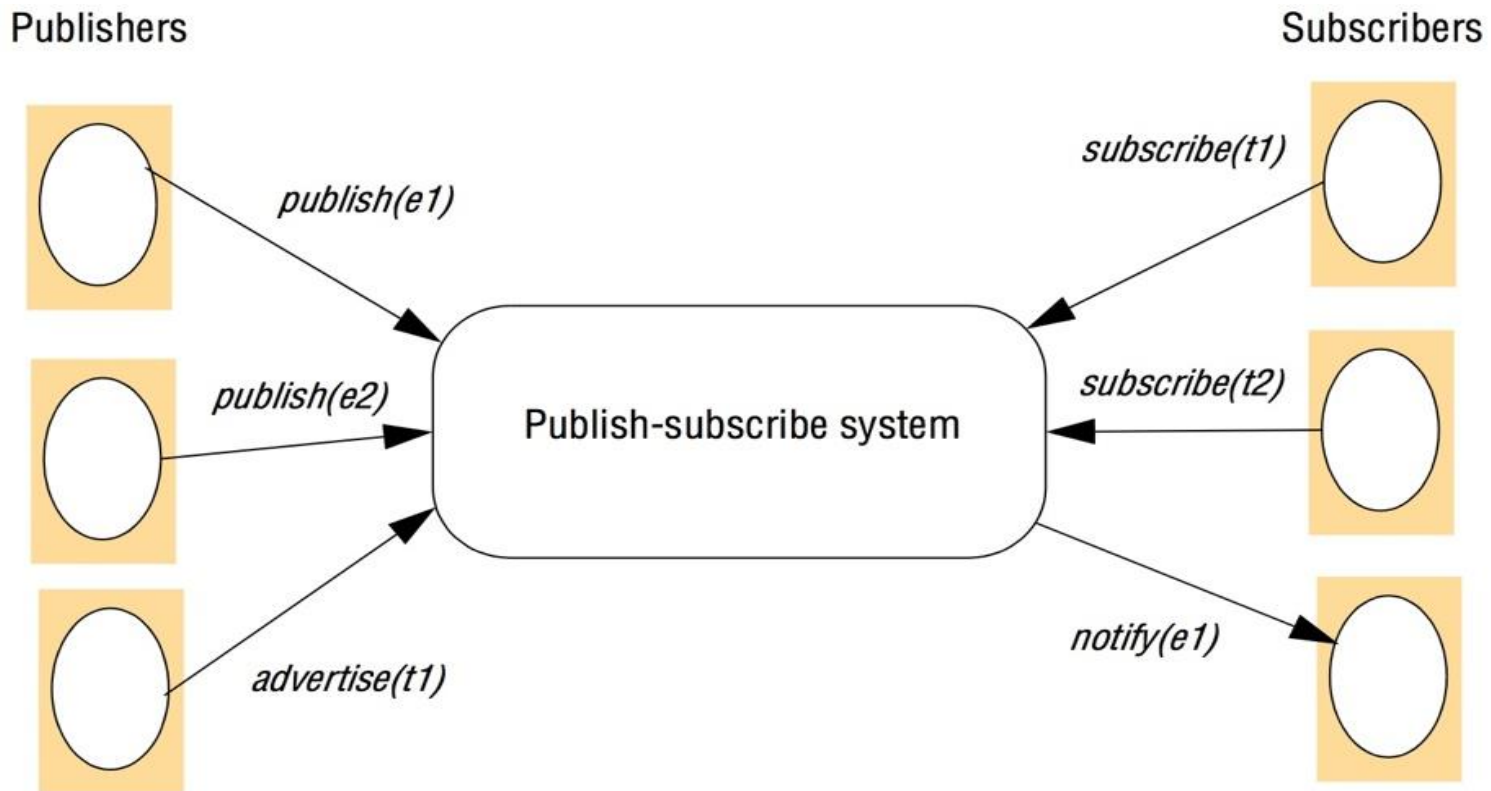 Publishers
Subscribers
publish(e1)
subscribe(t1)
publish(e2)
subscribe(t2)
Publish-subscribe system
advertise(t1)
notify(e1)